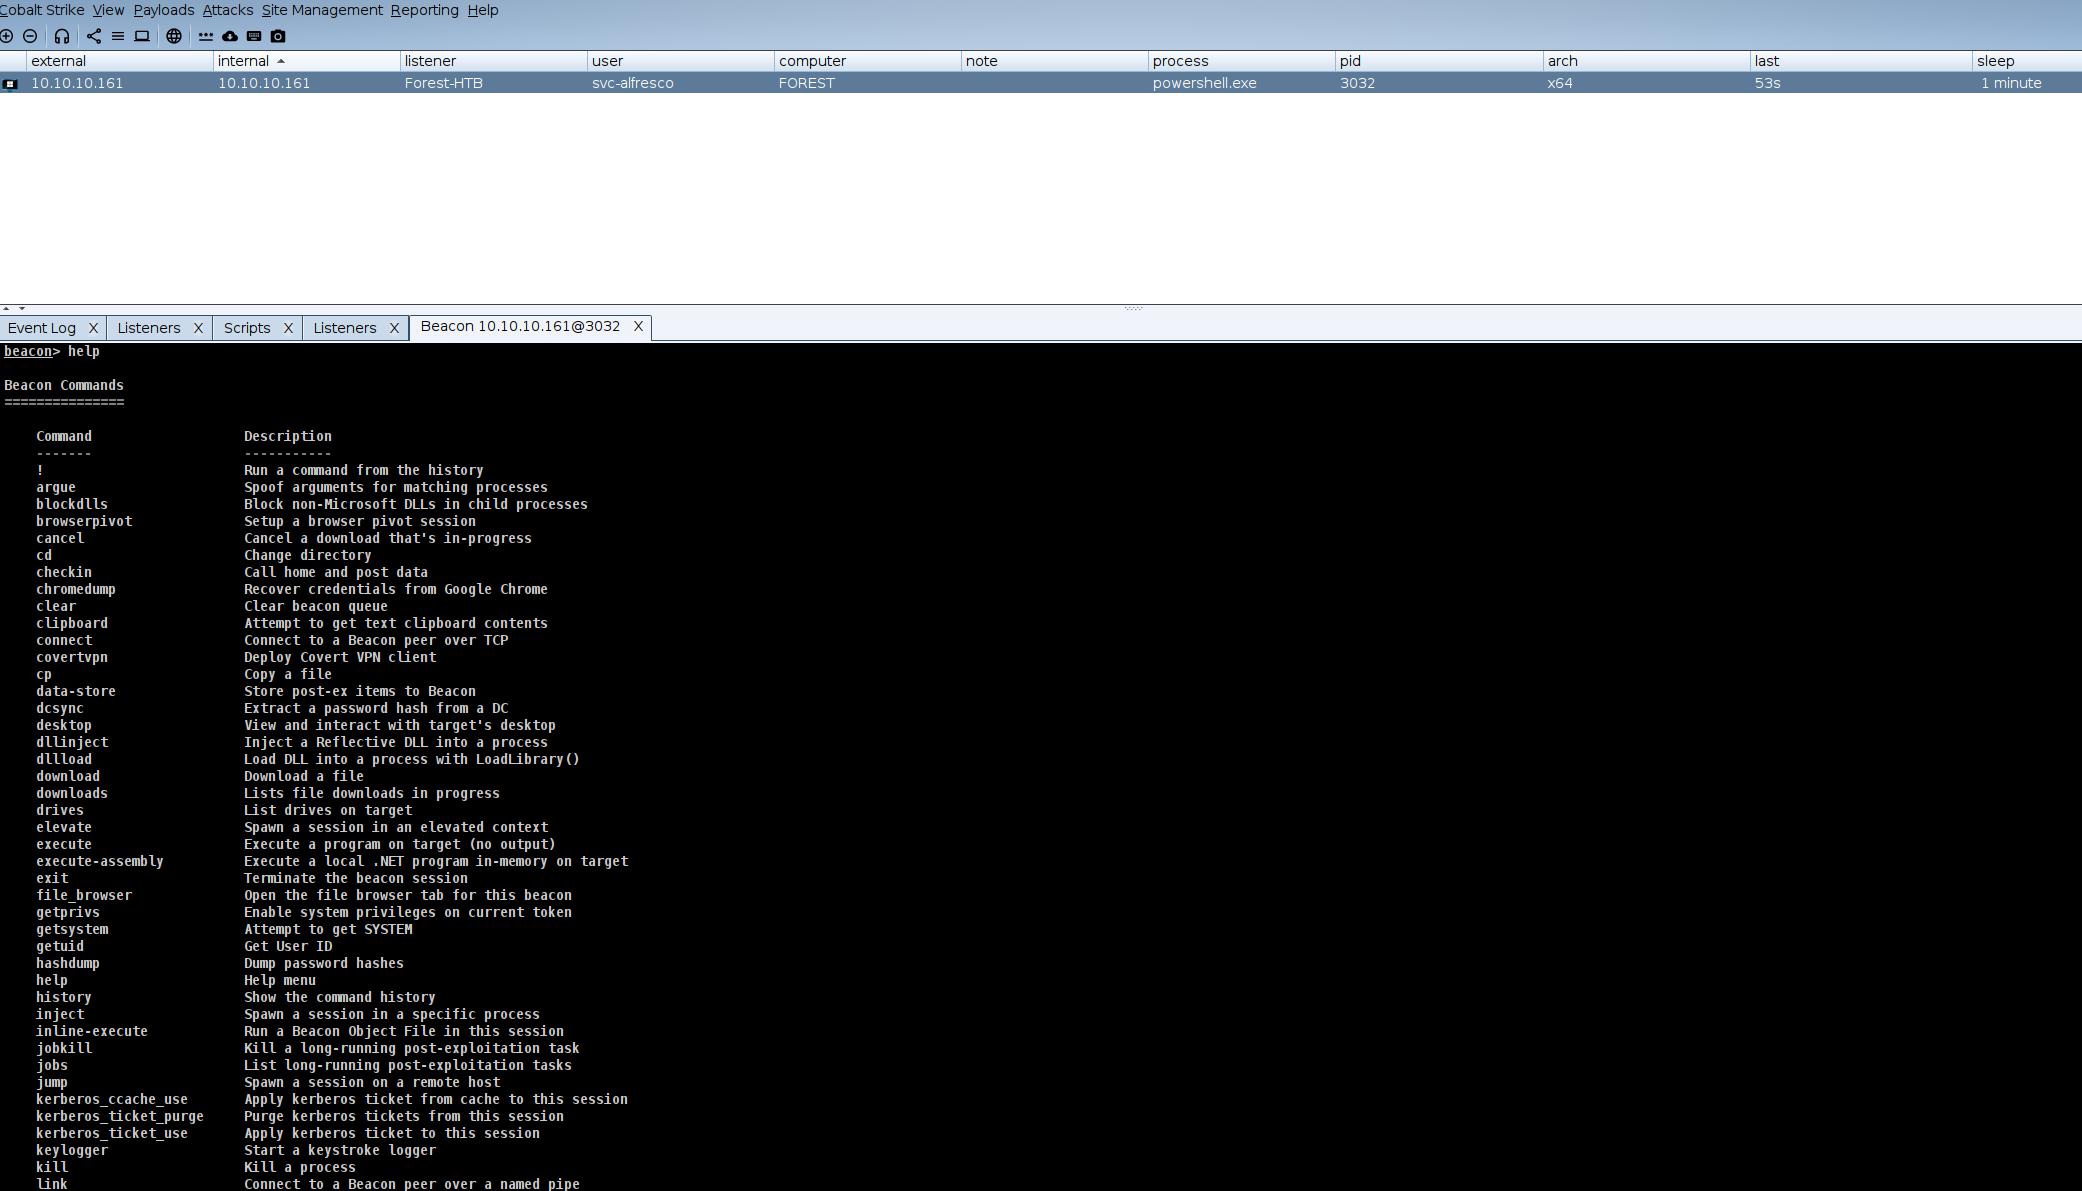 Cobalt Strike View Payloads Attacks Site Management Reporting Help
external internal listener user computer note process pid arch last sleep
10.10.10.161 10.10.10.161 Forest-HTB svc-alfresco FOREST powershell.exe 3032 x64 53s 1 minute
Event Log X Listeners X Scripts X Listeners X Beacon 10.10.10.161@3032 X
beacon> help
Beacon Commands
===============
Command Description
------- -----------
! Run a command from the history
argue Spoof arguments for matching processes
blockdlls Block non-Microsoft DLLs in child processes
browserpivot Setup a browser pivot session
cancel Cancel a download that's in-progress
cd Change directory
checkin Call home and post data
chromedump Recover credentials from Google Chrome
clear Clear beacon queue
clipboard Attempt to get text clipboard contents
connect Connect to a Beacon peer over TCP
covertvpn Deploy Covert VPN client
cp Copy a file
data-store Store post-ex items to Beacon
dcsync Extract a password hash from a DC
desktop View and interact with target's desktop
dllinject Inject a Reflective DLL into a process
dllload Load DLL into a process with LoadLibrary()
download Download a file
downloads Lists file downloads in progress
drives List drives on target
elevate Spawn a session in an elevated context
execute Execute a program on target (no output)
execute-assembly Execute a local .NET program in-memory on target
exit Terminate the beacon session
file_browser Open the file browser tab for this beacon
getprivs Enable system privileges on current token
getsystem Attempt to get SYSTEM
getuid Get User ID
hashdump Dump password hashes
help Help menu
history Show the command history
inject Spawn a session in a specific process
inline-execute Run a Beacon Object File in this session
jobkill Kill a long-running post-exploitation task
jobs List long-running post-exploitation tasks
jump Spawn a session on a remote host
kerberos_ccache_use Apply kerberos ticket from cache to this session
kerberos_ticket_purge Purge kerberos tickets from this session
kerberos_ticket_use Apply kerberos ticket to this session
keylogger Start a keystroke logger
kill Kill a process
link Connect to a Beacon peer over a named pipe